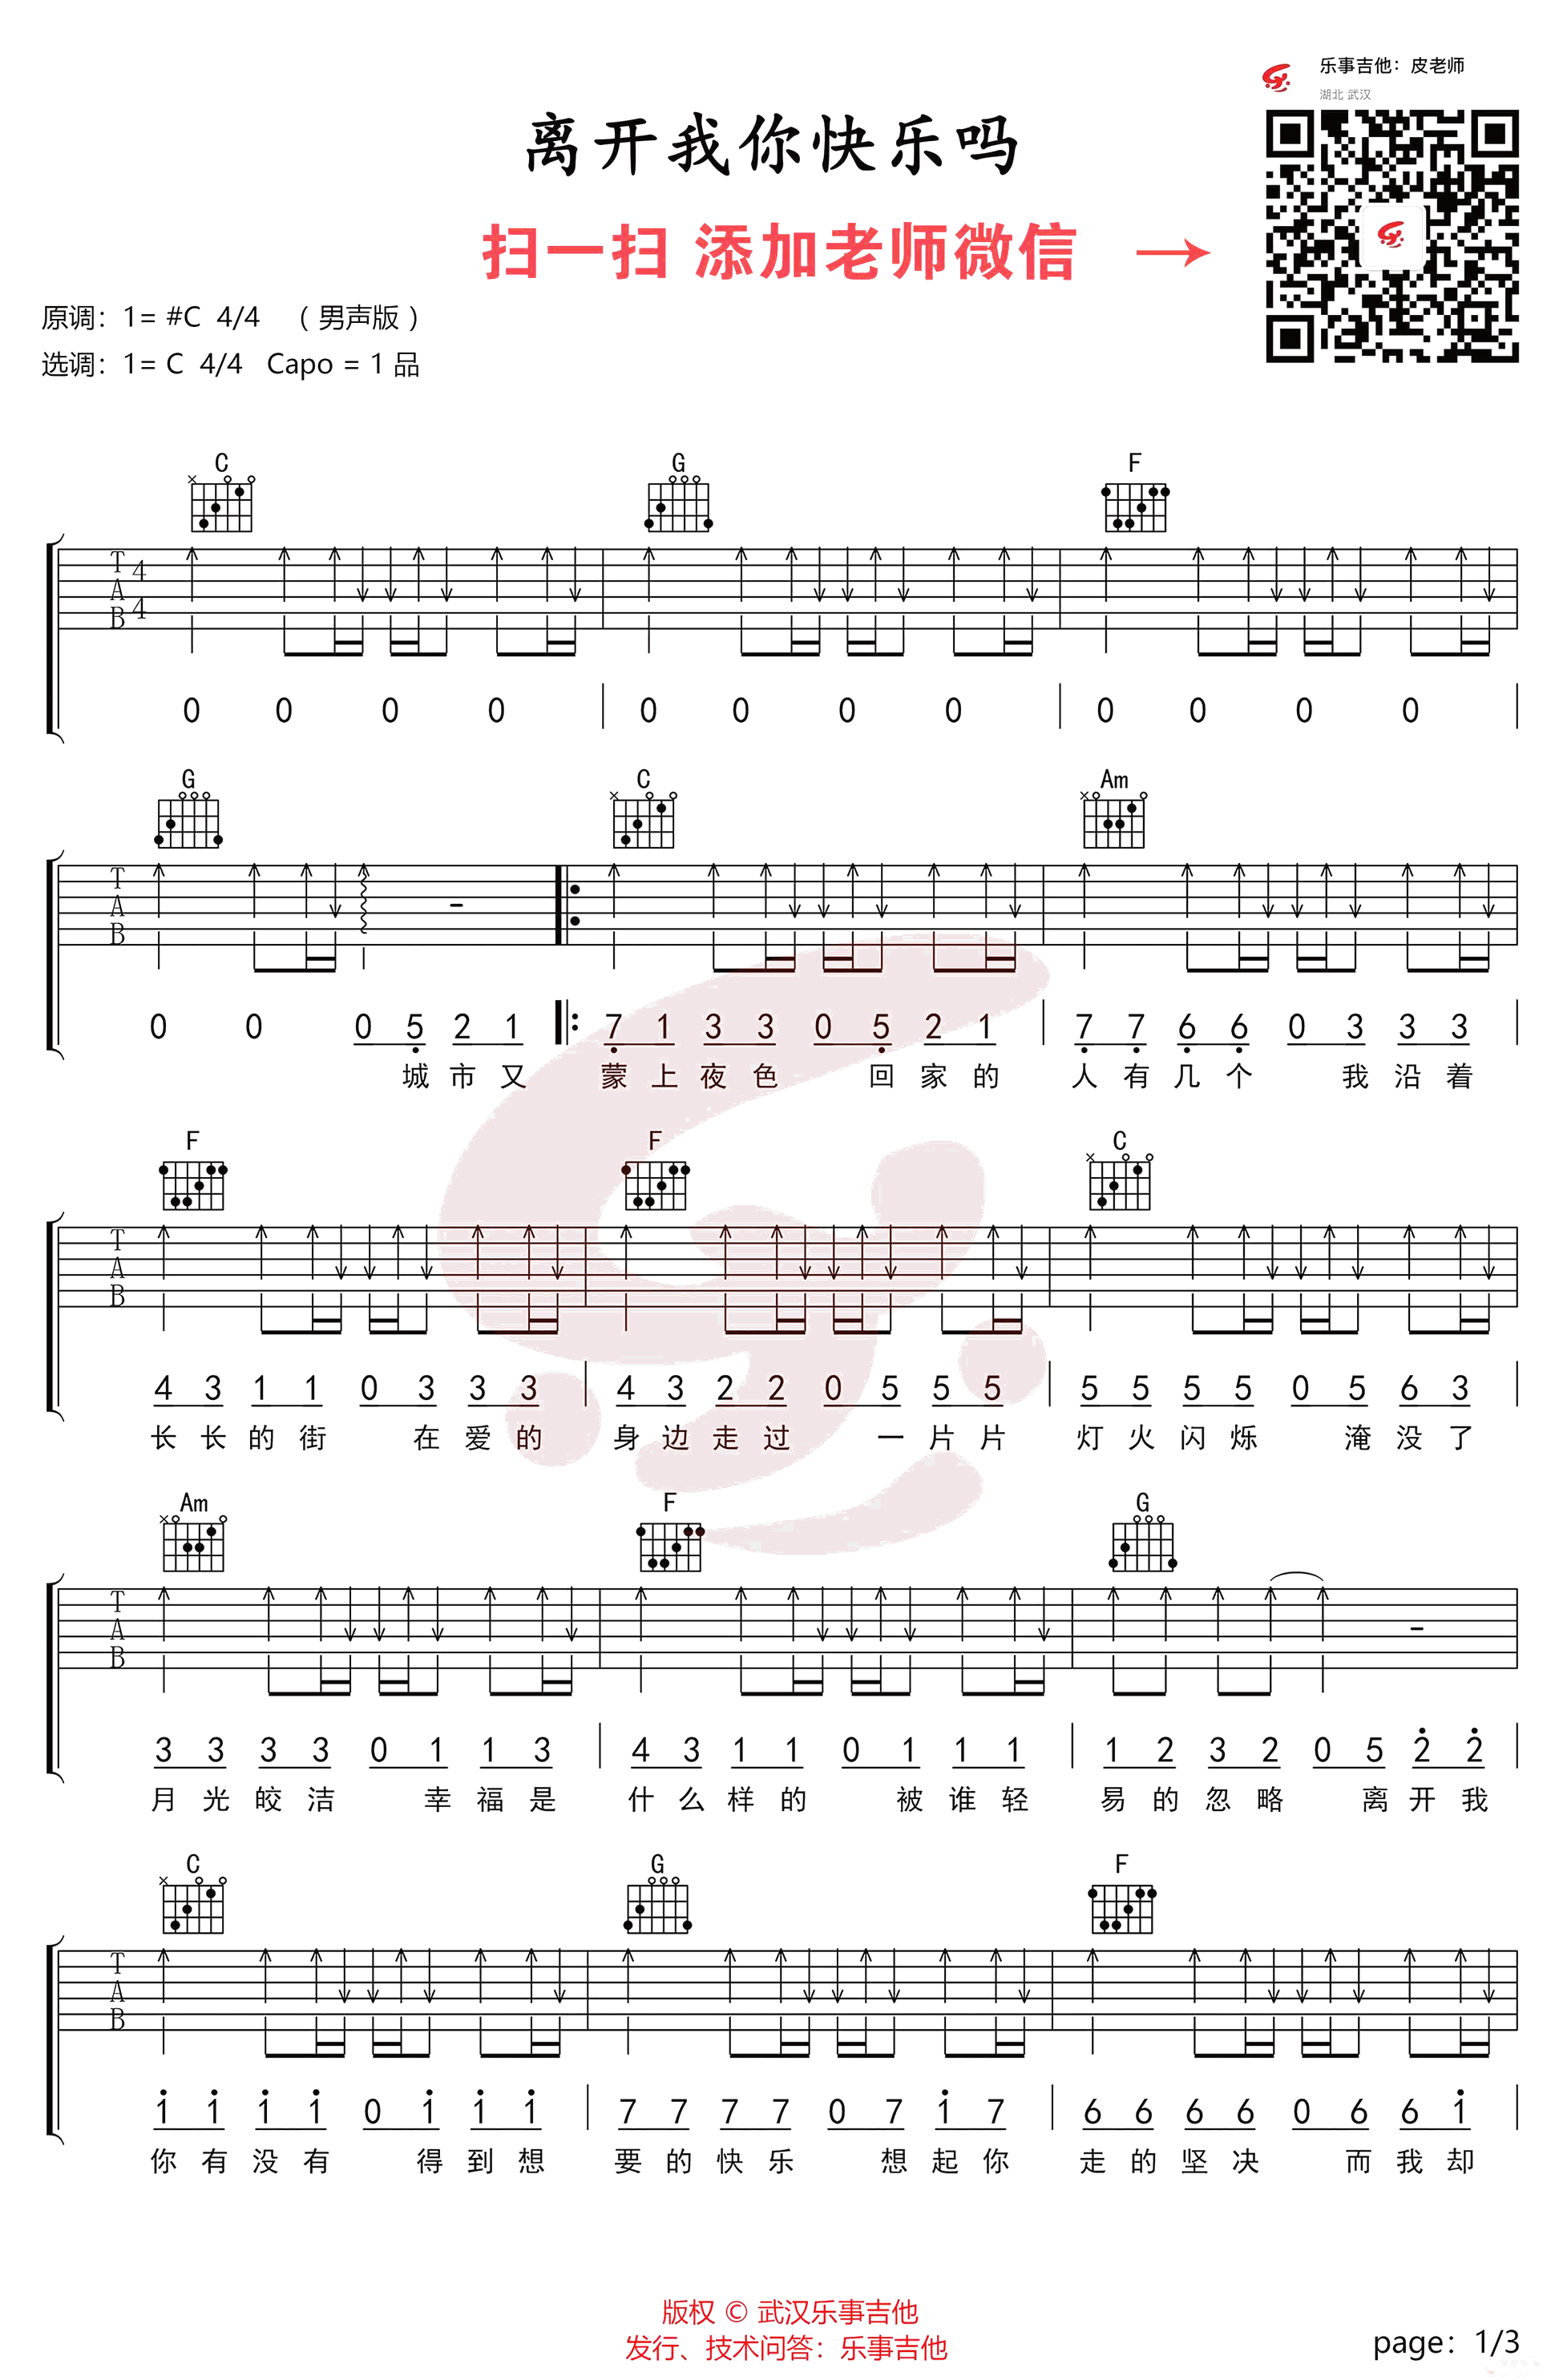 乐事吉他：皮老师
湖北 武汉
离开我你快乐吗
扫一扫 添加老师微信 →
原调：1= #C 4/4 （ 男声版 ）
选调：1= C 4/4 Capo = 1 品
C G F
T A B 4 4
0 0 0 0 0 0 0 0 0 0 0 0
G C Am
T A B
0 0 0 5 2 1 7 1 3 3 0 5 2 1 7 7 6 6 0 3 3 3
城 市 又 蒙 上 夜 色 回 家 的 人 有 几 个 我 沿 着
F F C
T A B
4 3 1 1 0 3 3 3 4 3 2 2 0 5 5 5 5 5 5 5 0 5 6 3
长 长 的 街 在 爱 的 身 边 走 过 一 片 片 灯 火 闪 烁 淹 没 了
Am F G
T A B
3 3 3 3 0 1 1 3 4 3 1 1 0 1 1 1 1 2 3 2 0 5 2 2
月 光 皎 洁 幸 福 是 什 么 样 的 被 谁 轻 易 的 忽 略 离 开 我
C G F
T A B
1 1 1 1 0 1 1 1 7 7 7 7 0 7 1 7 6 6 6 6 0 6 6 1
你 有 没 有 得 到 想 要 的 快 乐 想 起 你 走 的 坚 决 而 我 却
版权 © 武汉乐事吉他
发行、技术问答：乐事吉他
page：1/3